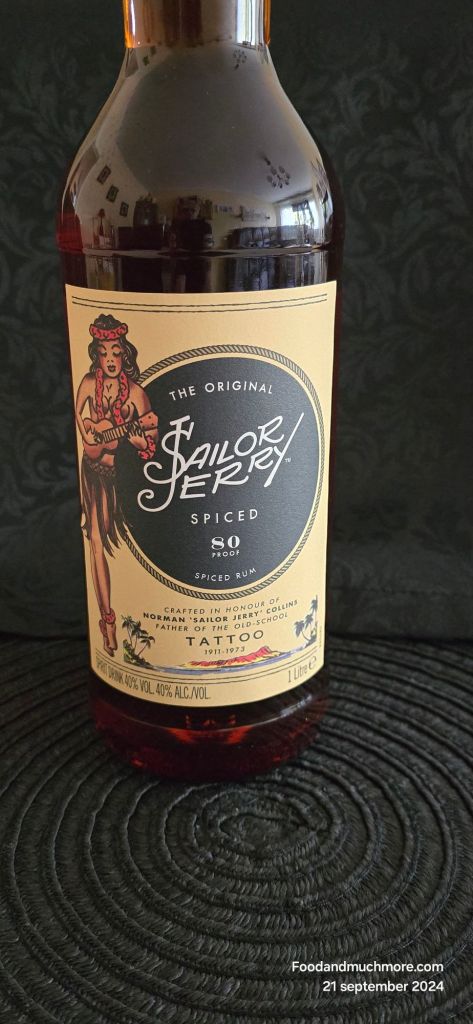 THE ORIGINAL
SAILOR
JERRY™
SPICED
80
PROOF
SPICED RUM
CRAFTED IN HONOUR OF
NORMAN 'SAILOR JERRY' COLLINS
FATHER OF THE OLD-SCHOOL
TATTOO
1911-1973
SPIRIT DRINK 40% VOL. 40% ALC./VOL.
1 Litre ℮
Foodandmuchmore.com
21 september 2024